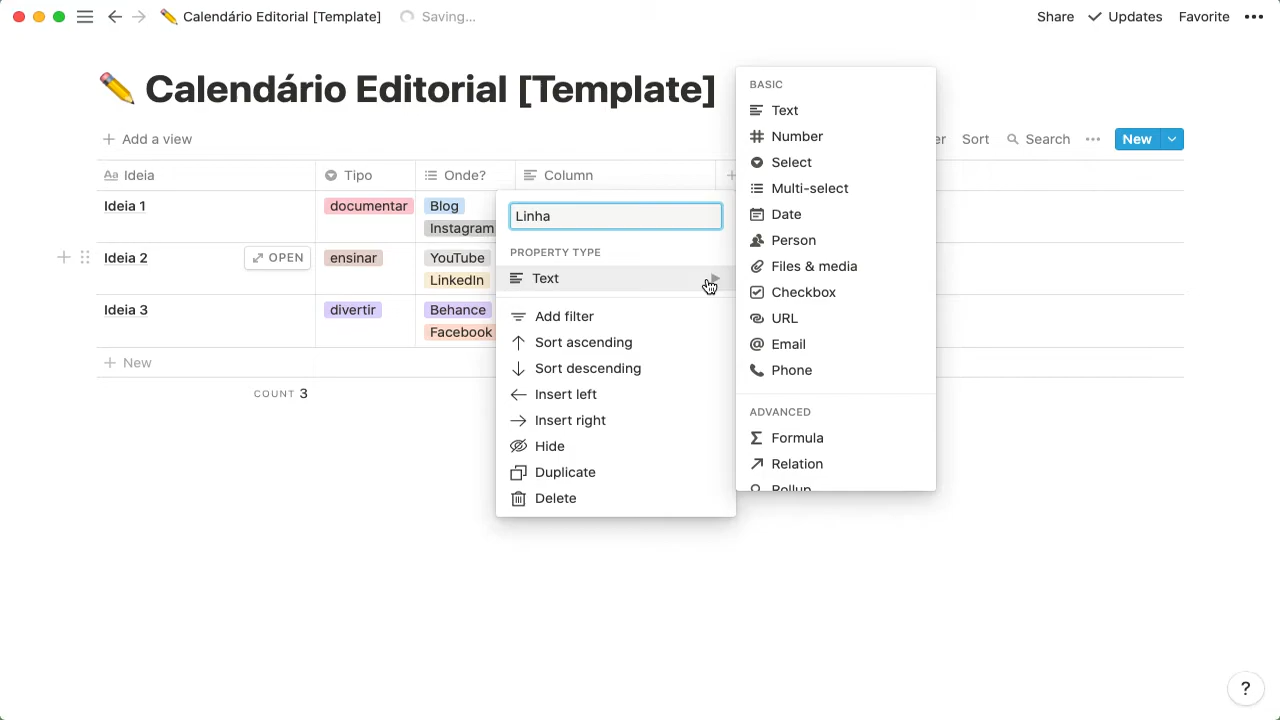 Calendário Editorial [Template] Saving... Share Updates Favorite
Calendário Editorial [Template]
Add a view er Sort Search New
Aa Ideia Tipo Onde? Column
Ideia 1 documentar Blog
Instagram
Ideia 2 OPEN ensinar YouTube
LinkedIn
Ideia 3 divertir Behance
Facebook
New
COUNT 3
Linha
PROPERTY TYPE
Text
Add filter
Sort ascending
Sort descending
Insert left
Insert right
Hide
Duplicate
Delete
BASIC
Text
Number
Select
Multi-select
Date
Person
Files & media
Checkbox
URL
@ Email
Phone
ADVANCED
Σ Formula
Relation
Rollup
?